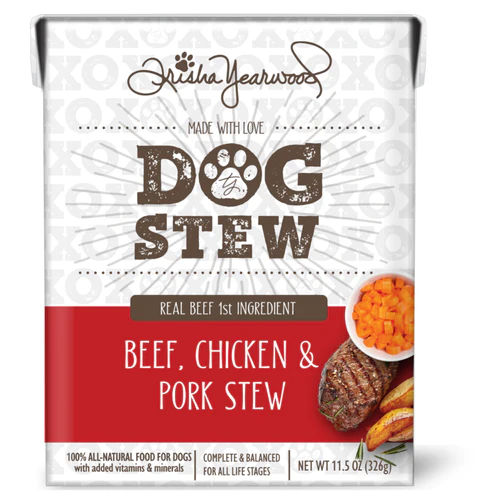 Trisha Yearwood
MADE WITH LOVE
DOG
ty
STEW
REAL BEEF 1st INGREDIENT
BEEF, CHICKEN &
PORK STEW
100% ALL-NATURAL FOOD FOR DOGS
with added vitamins & minerals
COMPLETE & BALANCED
FOR ALL LIFE STAGES
NET WT 11.5 OZ (326g)